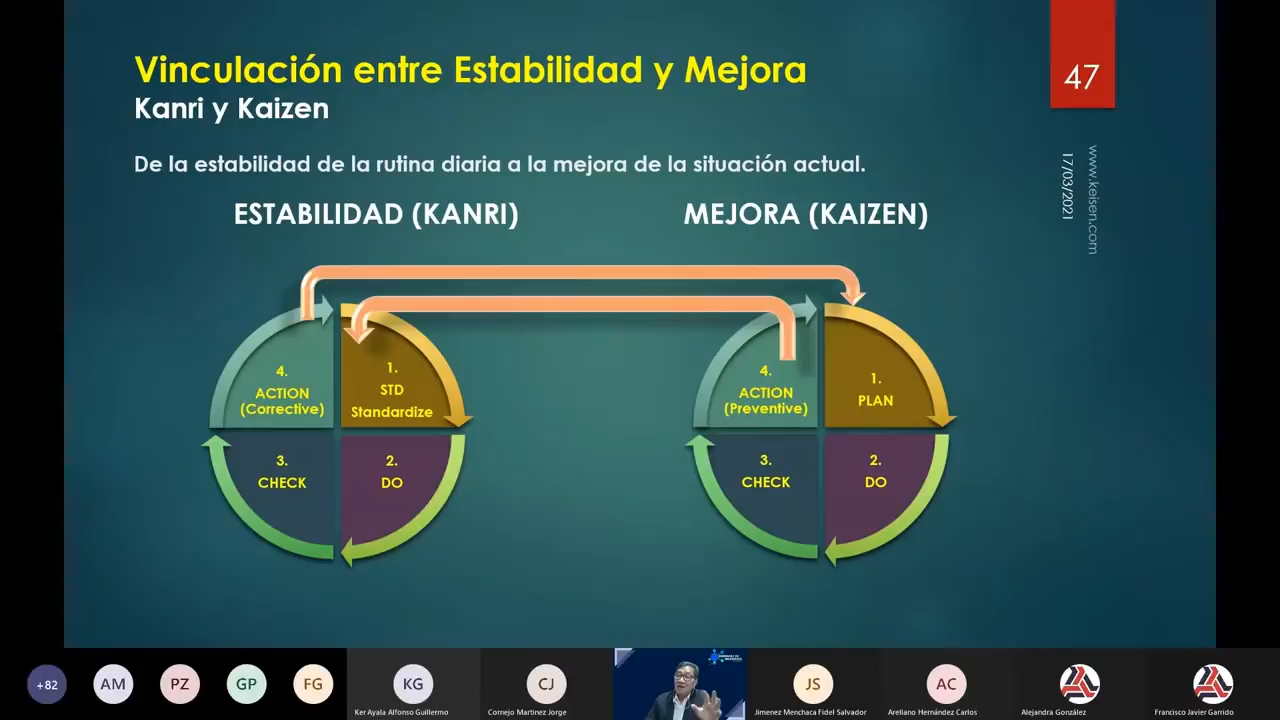 Vinculación entre Estabilidad y Mejora
Kanri y Kaizen
47
De la estabilidad de la rutina diaria a la mejora de la situación actual.
www.keisen.com
17/03/2021
ESTABILIDAD (KANRI)
MEJORA (KAIZEN)
4.
ACTION
(Corrective)
1.
STD
Standardize
3.
CHECK
2.
DO
4.
ACTION
(Preventive)
1.
PLAN
3.
CHECK
2.
DO
+82
AM
PZ
GP
FG
KG
Ker Ayala Alfonso Guillermo
CJ
Cornejo Martinez Jorge
JS
Jimenez Menchaca Fidel Salvador
AC
Arellano Hernández Carlos
Alejandra González
Francisco Javier Garrido